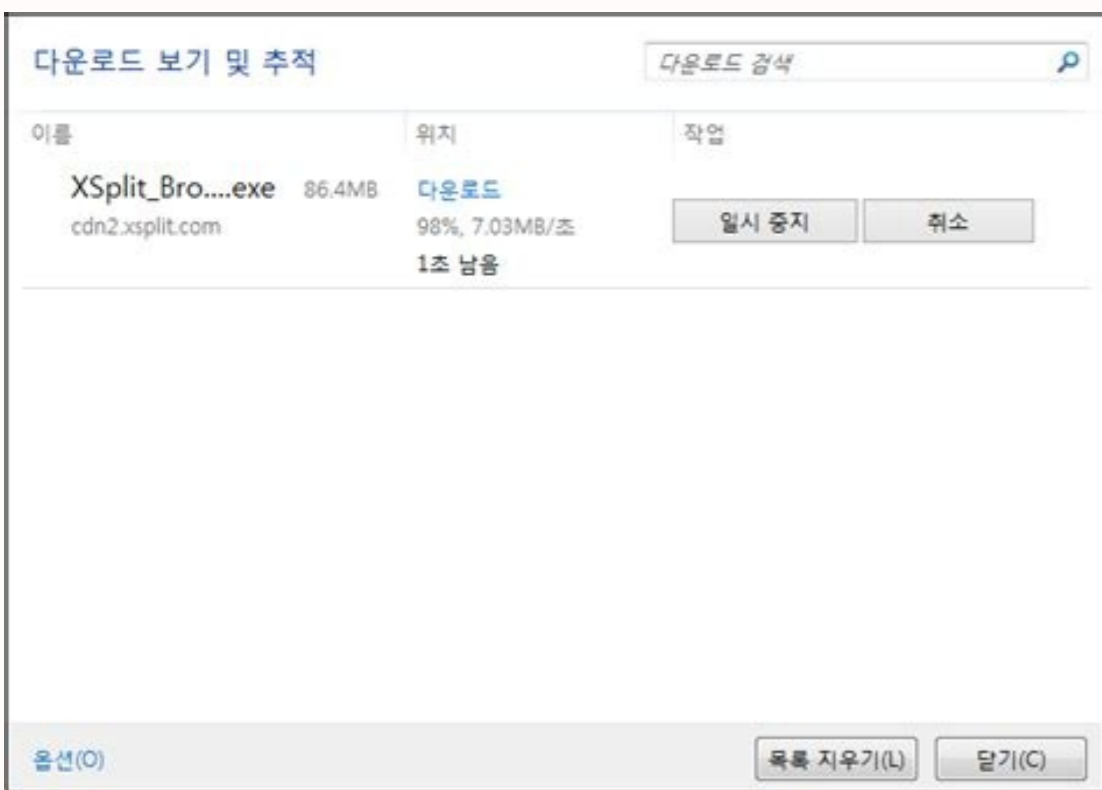 다운로드 보기 및 추적
다운로드 검색
이름 위치 작업
XSplit_Bro....exe 86.4MB 다운로드
cdn2.xsplit.com 98%, 7.03MB/초 일시 중지 취소
1초 남음
옵션(O) 목록 지우기(L) 닫기(C)